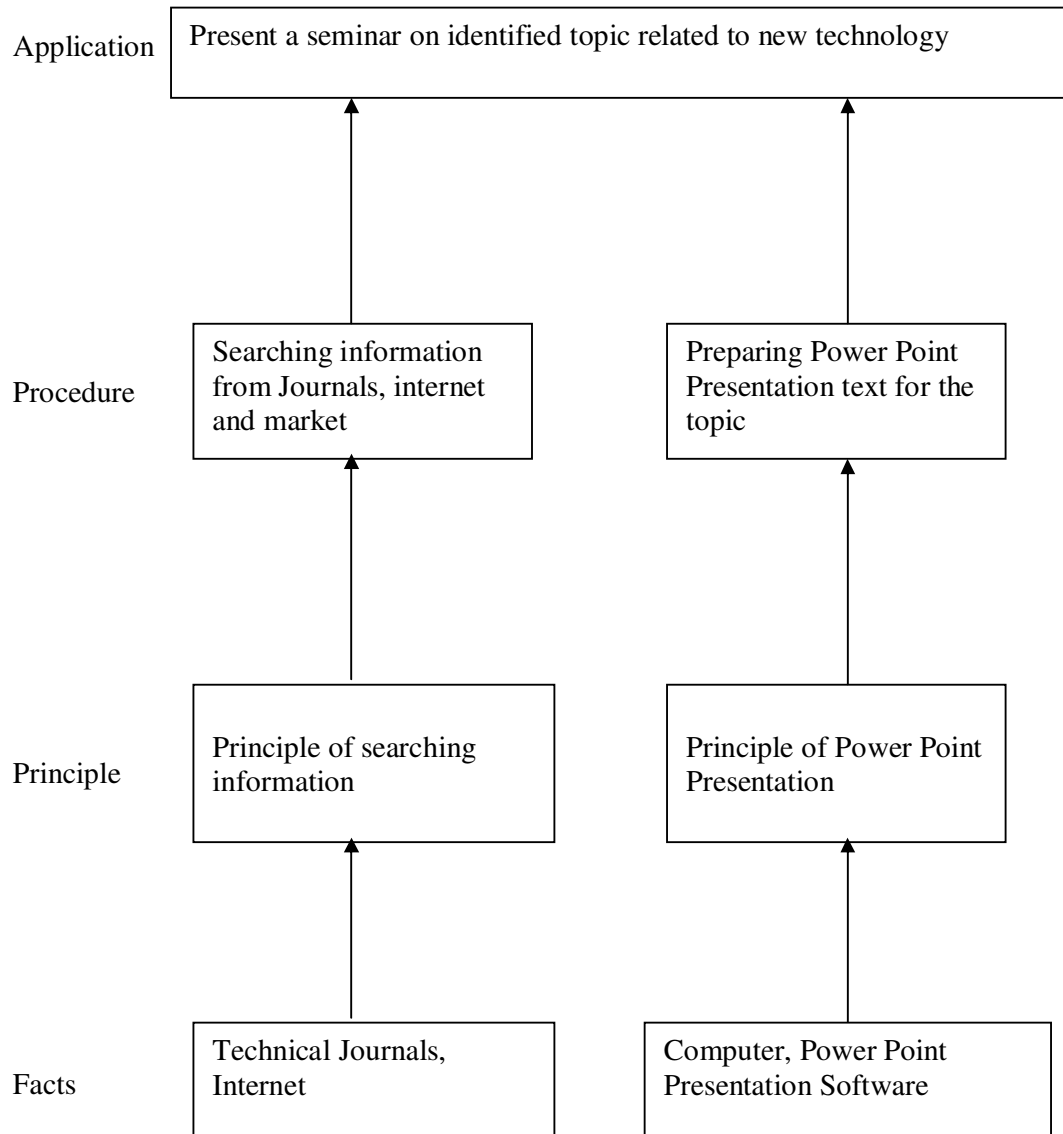 Application
Present a seminar on identified topic related to new technology
Procedure
Searching information
from Journals, internet
and market
Preparing Power Point
Presentation text for the
topic
Principle
Principle of searching
information
Principle of Power Point
Presentation
Facts
Technical Journals,
Internet
Computer, Power Point
Presentation Software